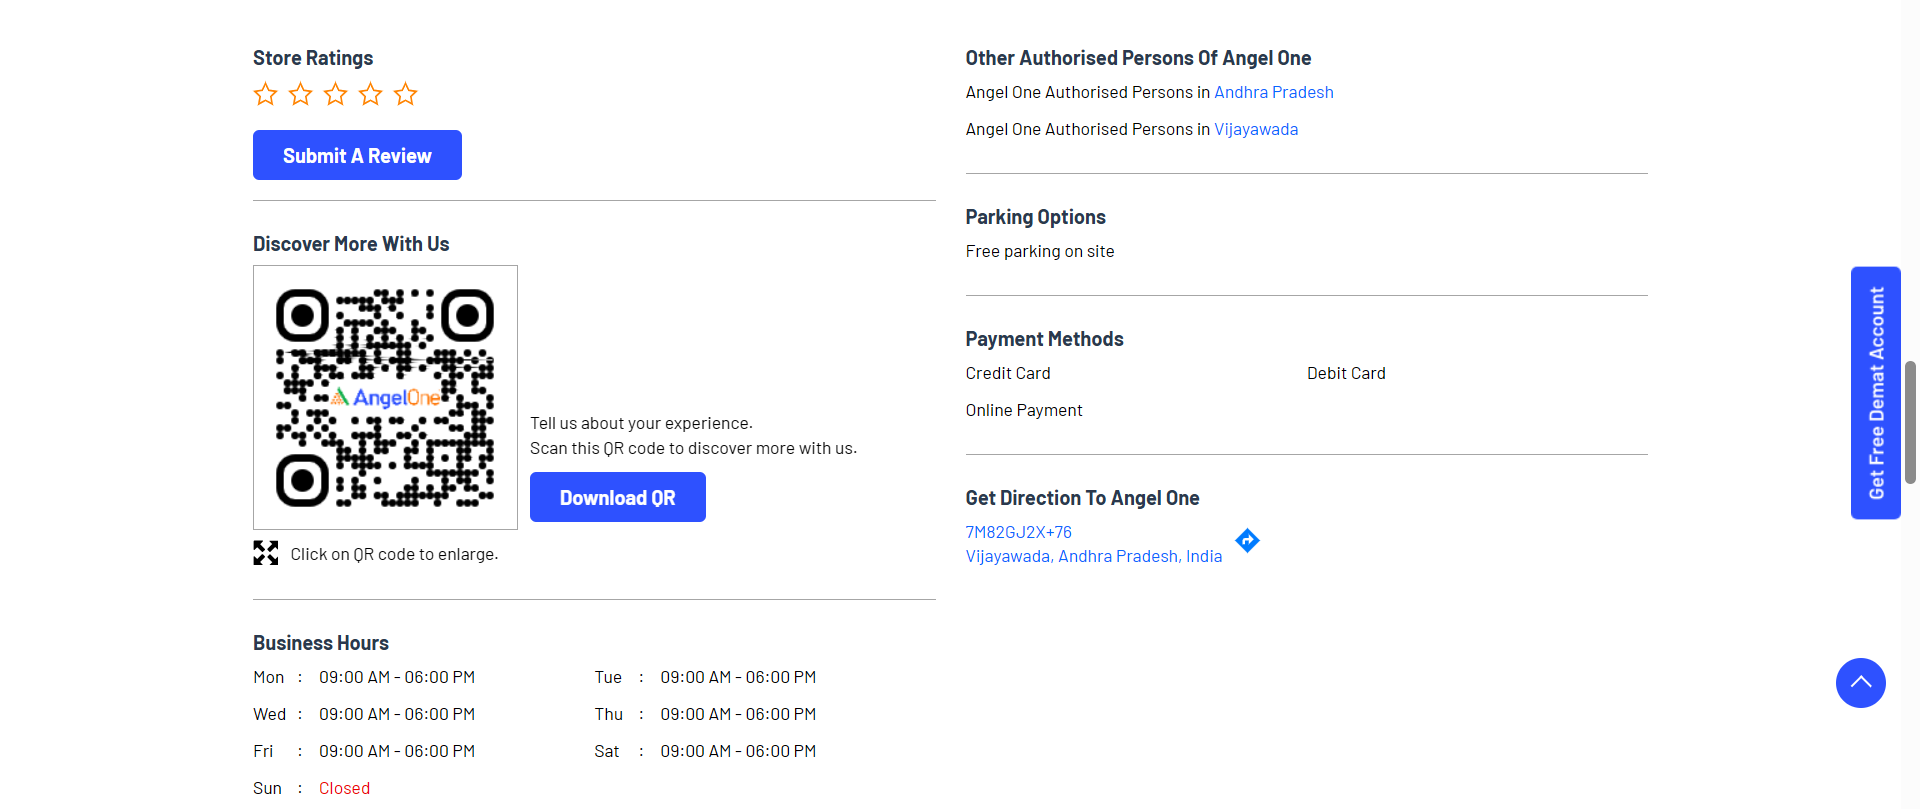 Store Ratings
Submit A Review
Discover More With Us
AngelOne
Tell us about your experience.
Scan this QR code to discover more with us.
Download QR
Click on QR code to enlarge.
Business Hours
Mon : 09:00 AM - 06:00 PM Tue : 09:00 AM - 06:00 PM
Wed : 09:00 AM - 06:00 PM Thu : 09:00 AM - 06:00 PM
Fri : 09:00 AM - 06:00 PM Sat : 09:00 AM - 06:00 PM
Sun : Closed
Other Authorised Persons Of Angel One
Angel One Authorised Persons in Andhra Pradesh
Angel One Authorised Persons in Vijayawada
Parking Options
Free parking on site
Payment Methods
Credit Card Debit Card
Online Payment
Get Direction To Angel One
7M82GJ2X+76
Vijayawada, Andhra Pradesh, India
Get Free Demat Account